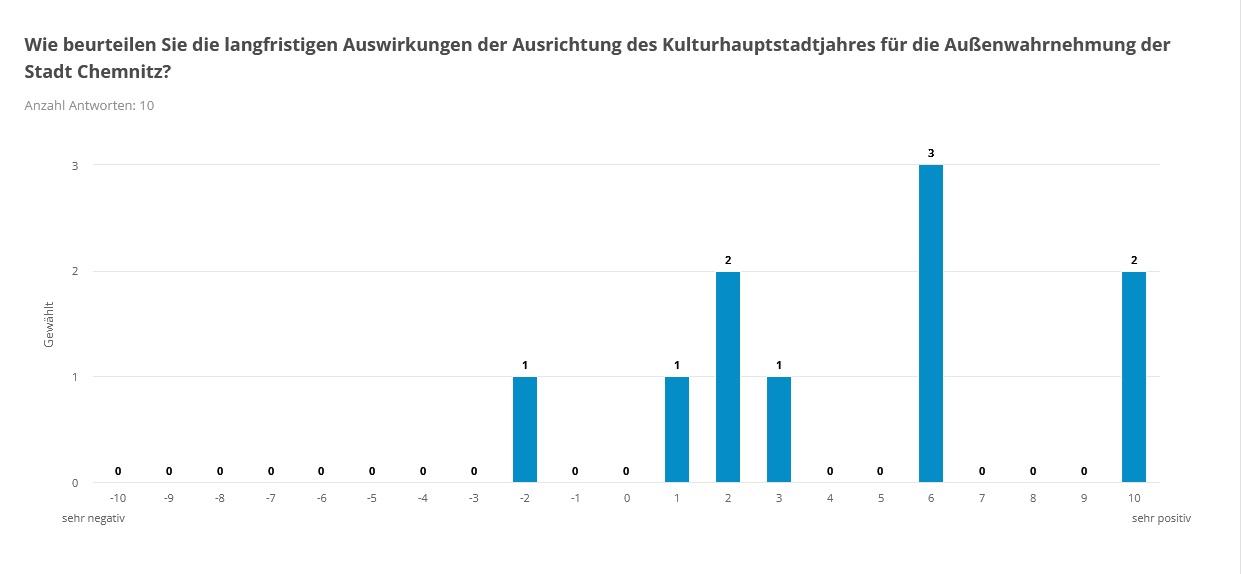 Wie beurteilen Sie die langfristigen Auswirkungen der Ausrichtung des Kulturhauptstadtjahres für die Außenwahrnehmung der
Stadt Chemnitz?
Anzahl Antworten: 10
3
3
2
2
2
Gewählt
1
1
1
1
0 0 0 0 0 0 0 0 0 0 0 0 0 0 0
0
-10 -9 -8 -7 -6 -5 -4 -3 -2 -1 0 1 2 3 4 5 6 7 8 9 10
sehr negativ sehr positiv